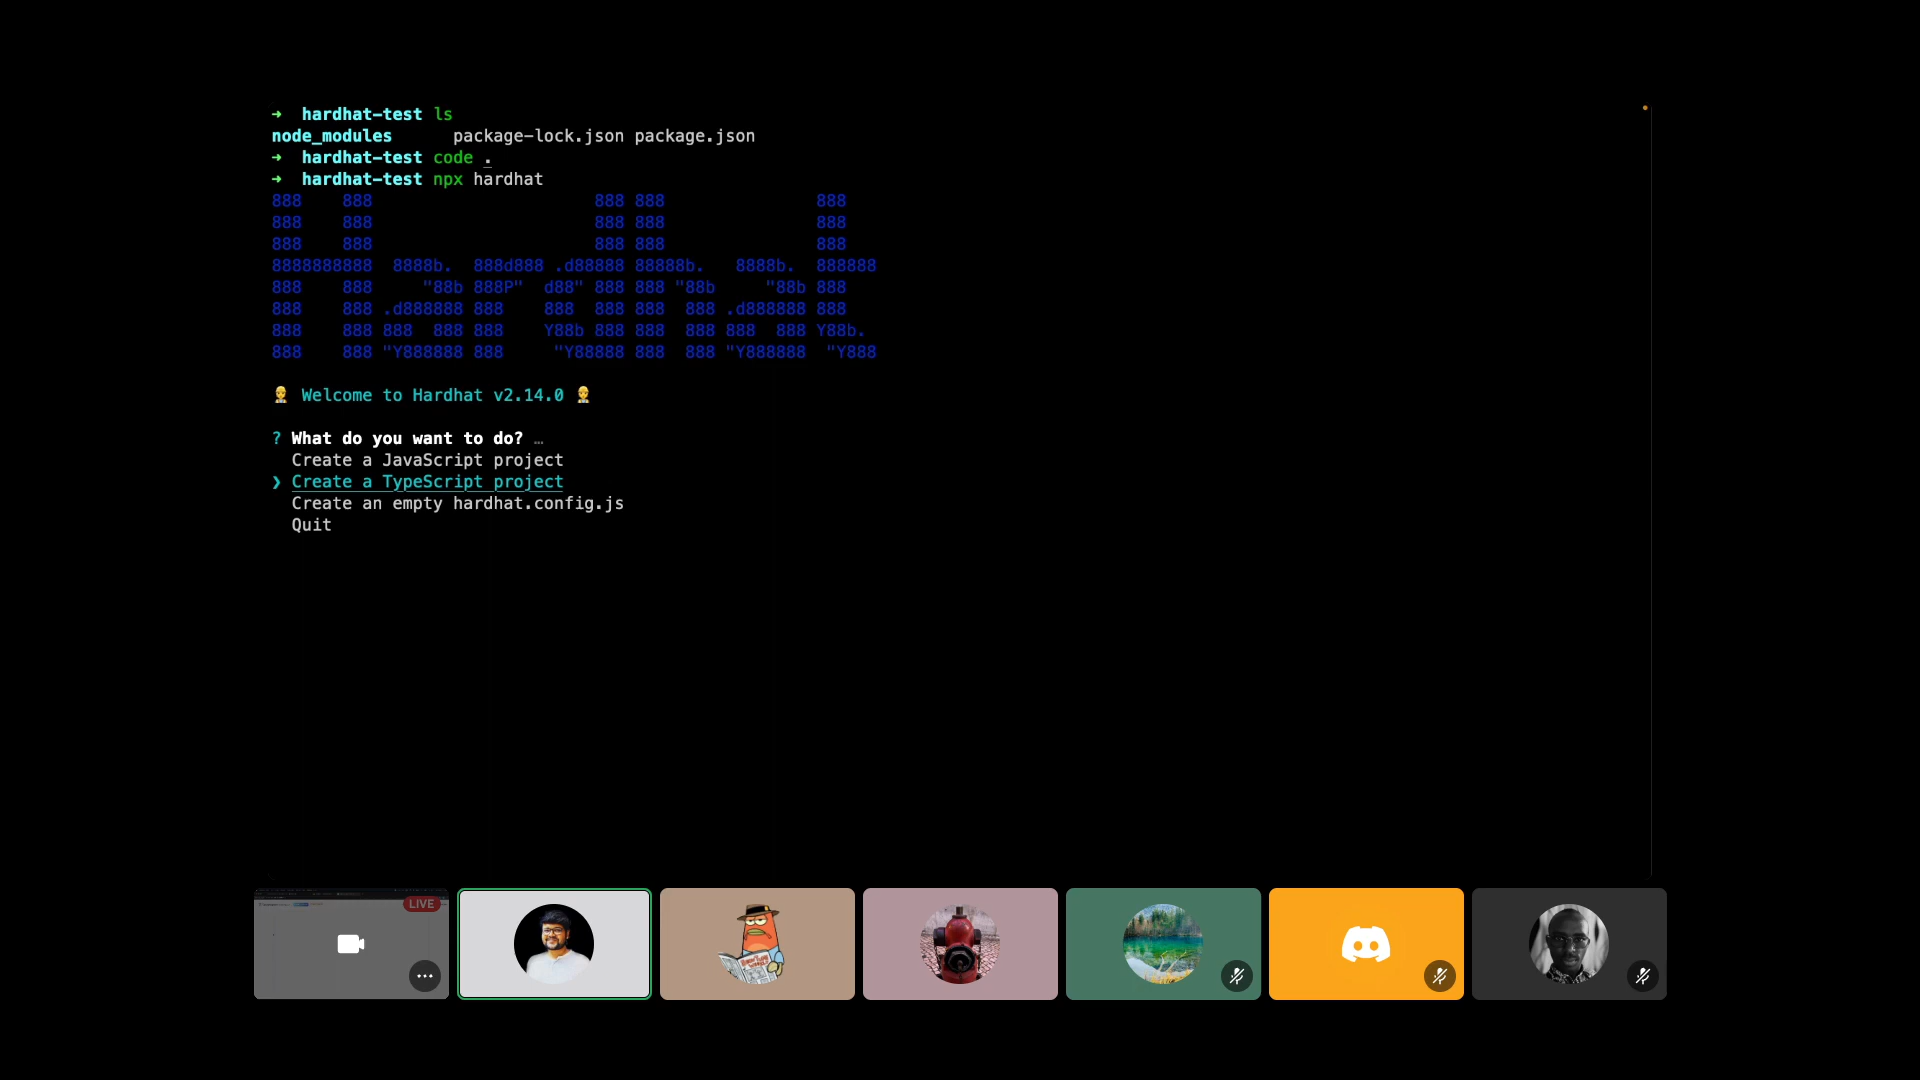 ➜  hardhat-test ls
node_modules      package-lock.json package.json
➜  hardhat-test code .
➜  hardhat-test npx hardhat
888    888                      888 888               888
888    888                      888 888               888
888    888                      888 888               888
8888888888  8888b.  888d888 .d88888 88888b.   8888b.  888888
888    888     "88b 888P"  d88" 888 888 "88b     "88b 888
888    888 .d888888 888    888  888 888  888 .d888888 888
888    888 888  888 888    Y88b 888 888  888 888  888 Y88b.
888    888 "Y888888 888     "Y88888 888  888 "Y888888  "Y888
👷 Welcome to Hardhat v2.14.0 👷
? What do you want to do? …
Create a JavaScript project
❯ Create a TypeScript project
Create an empty hardhat.config.js
Quit
LIVE